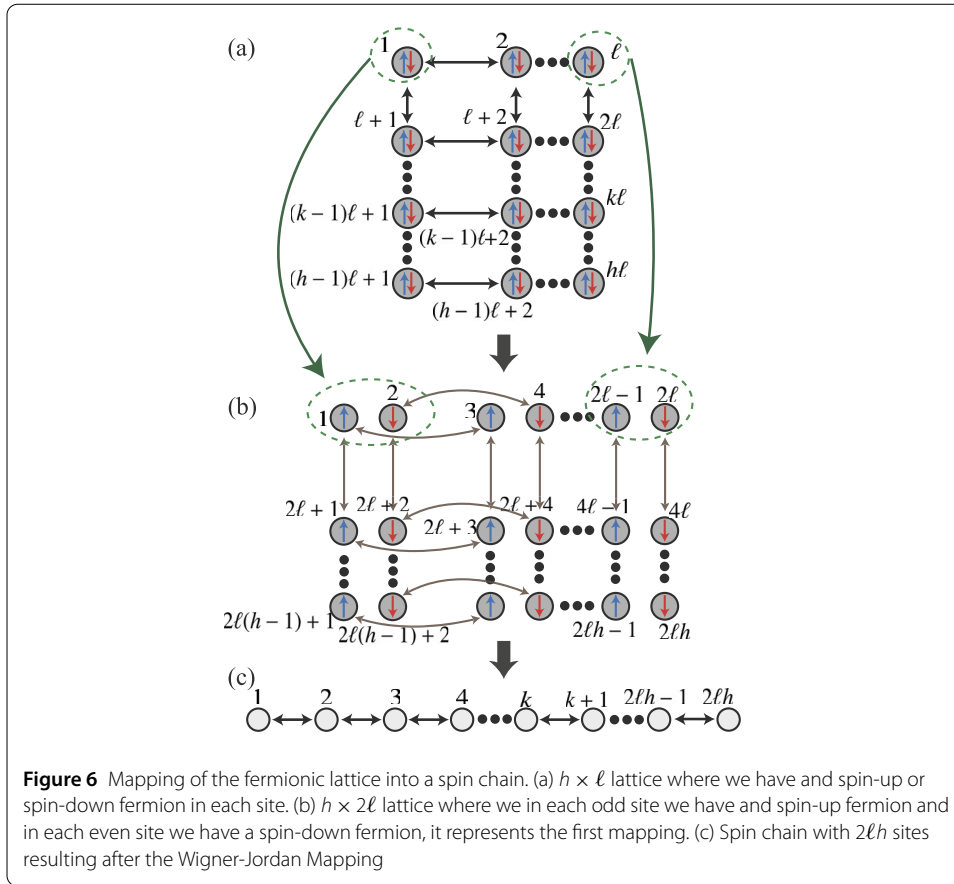 (a)
1
2
ℓ
ℓ + 1
ℓ + 2
2ℓ
(k − 1)ℓ + 1
(k − 1)ℓ+2
kℓ
(h − 1)ℓ + 1
(h − 1)ℓ + 2
hℓ
(b)
1
2
3
4
2ℓ − 1
2ℓ
2ℓ + 1
2ℓ + 2
2ℓ + 3
2ℓ + 4
4ℓ − 1
4ℓ
2ℓ(h − 1) + 1
2ℓ(h − 1) + 2
2ℓh − 1
2ℓh
(c)
1
2
3
4
k
k + 1
2ℓh − 1
2ℓh
Figure 6 Mapping of the fermionic lattice into a spin chain. (a) h × ℓ lattice where we have and spin-up or
spin-down fermion in each site. (b) h × 2ℓ lattice where we in each odd site we have and spin-up fermion and
in each even site we have a spin-down fermion, it represents the first mapping. (c) Spin chain with 2ℓh sites
resulting after the Wigner-Jordan Mapping